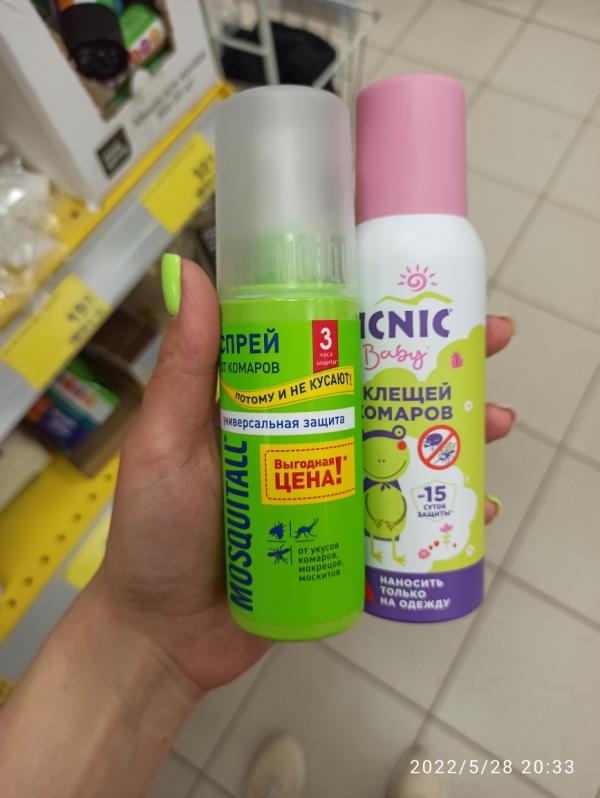 СПРЕЙ
ОТ КОМАРОВ
3
часа
защиты
ПОТОМУ И НЕ КУСАЮТ!
универсальная защита
Выгодная
ЦЕНА!*
MOSQUITALL
от укусов
комаров,
мокрецов,
москитов
ICNIC
Baby
КЛЕЩЕЙ
КОМАРОВ
-15
СУТОК
ЗАЩИТЫ
НАНОСИТЬ
ТОЛЬКО
НА ОДЕЖДУ
2022/5/28 20:33